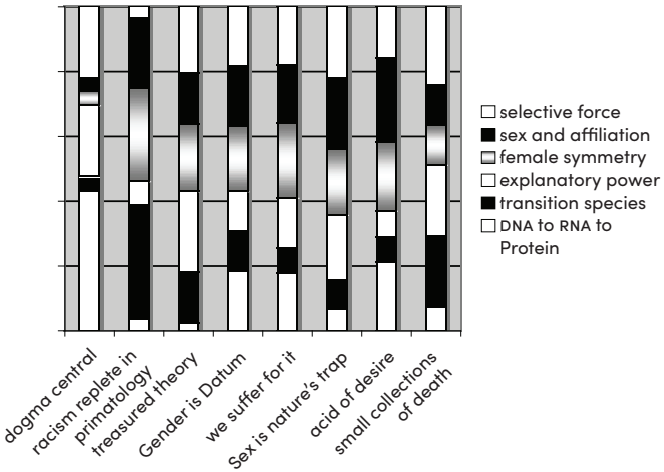 selective force
sex and affiliation
female symmetry
explanatory power
transition species
DNA to RNA to
Protein
dogma central
racism replete in
primatology
treasured theory
Gender is Datum
we suffer for it
Sex is nature's trap
acid of desire
small collections
of death